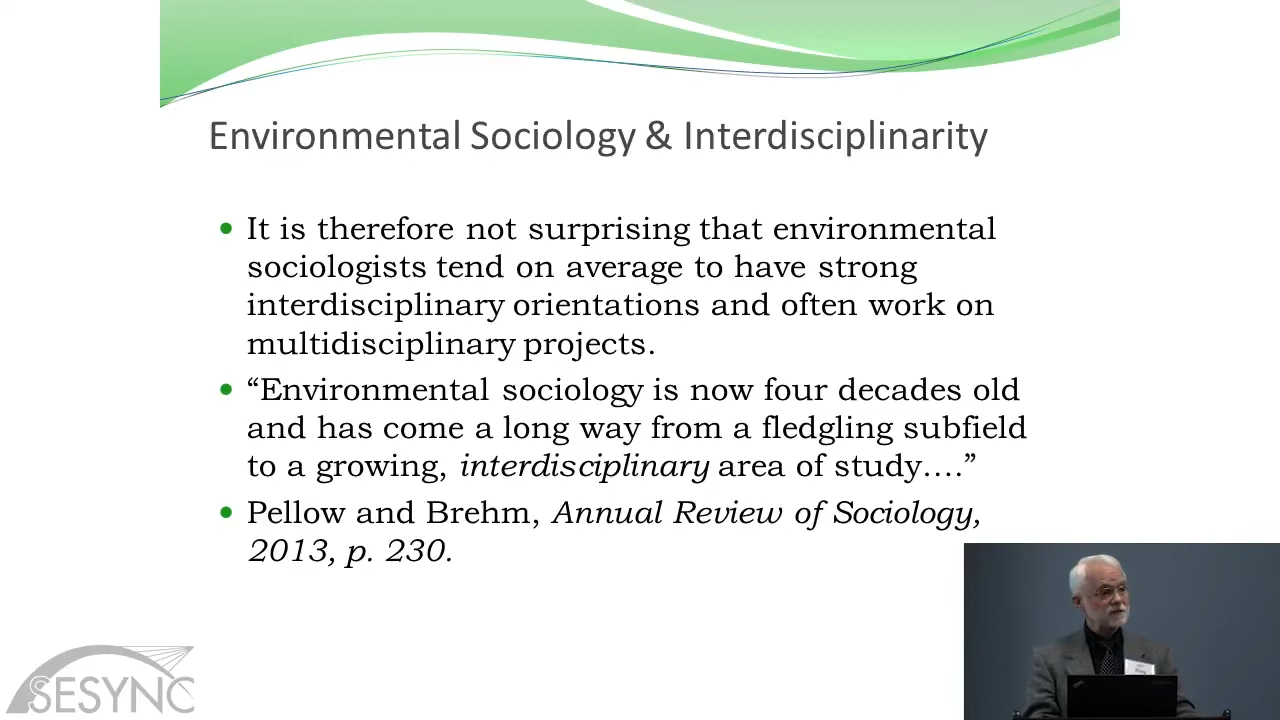 Environmental Sociology & Interdisciplinarity
• It is therefore not surprising that environmental
sociologists tend on average to have strong
interdisciplinary orientations and often work on
multidisciplinary projects.
• “Environmental sociology is now four decades old
and has come a long way from a fledgling subfield
to a growing, interdisciplinary area of study….”
• Pellow and Brehm, Annual Review of Sociology,
2013, p. 230.
SESYNC